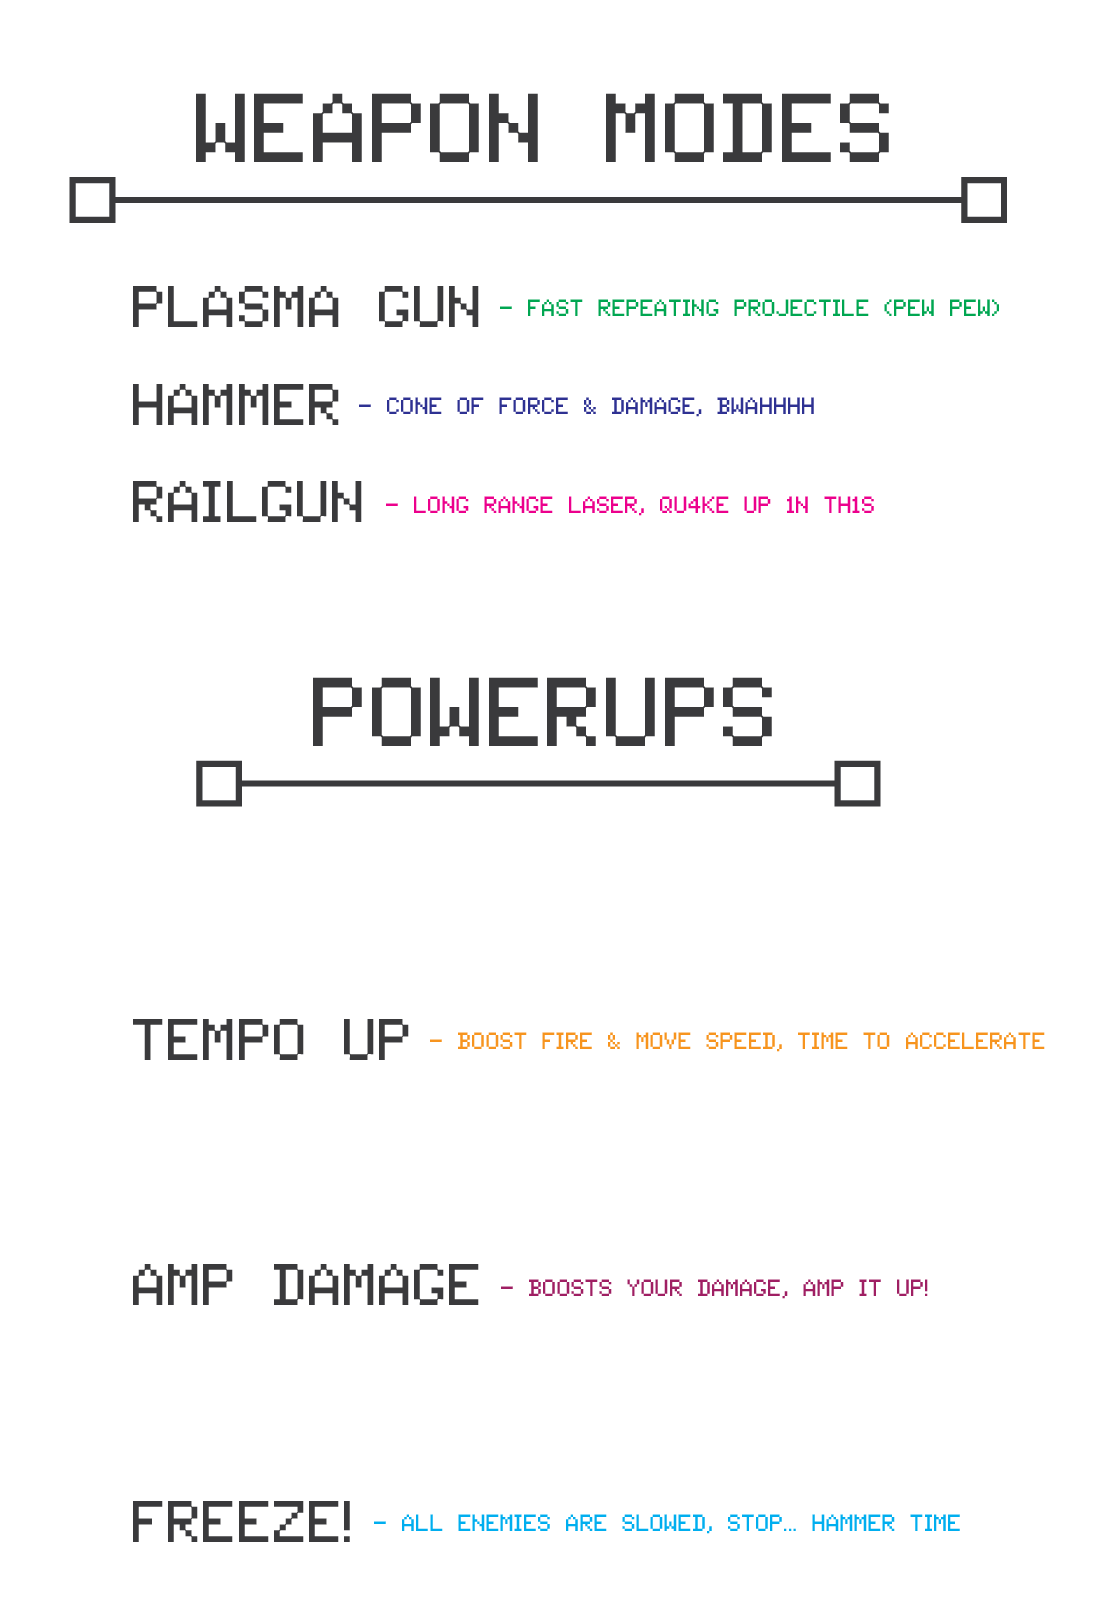 WEAPON MODES
PLASMA GUN - FAST REPEATING PROJECTILE (PEW PEW)
HAMMER - CONE OF FORCE & DAMAGE, BWAHHHH
RAILGUN - LONG RANGE LASER, QU4KE UP 1N TH1S
POWERUPS
TEMPO UP - BOOST FIRE & MOVE SPEED, TIME TO ACCELERATE
AMP DAMAGE - BOOSTS YOUR DAMAGE, AMP IT UP!
FREEZE! - ALL ENEMIES ARE SLOWED, STOP... HAMMER TIME